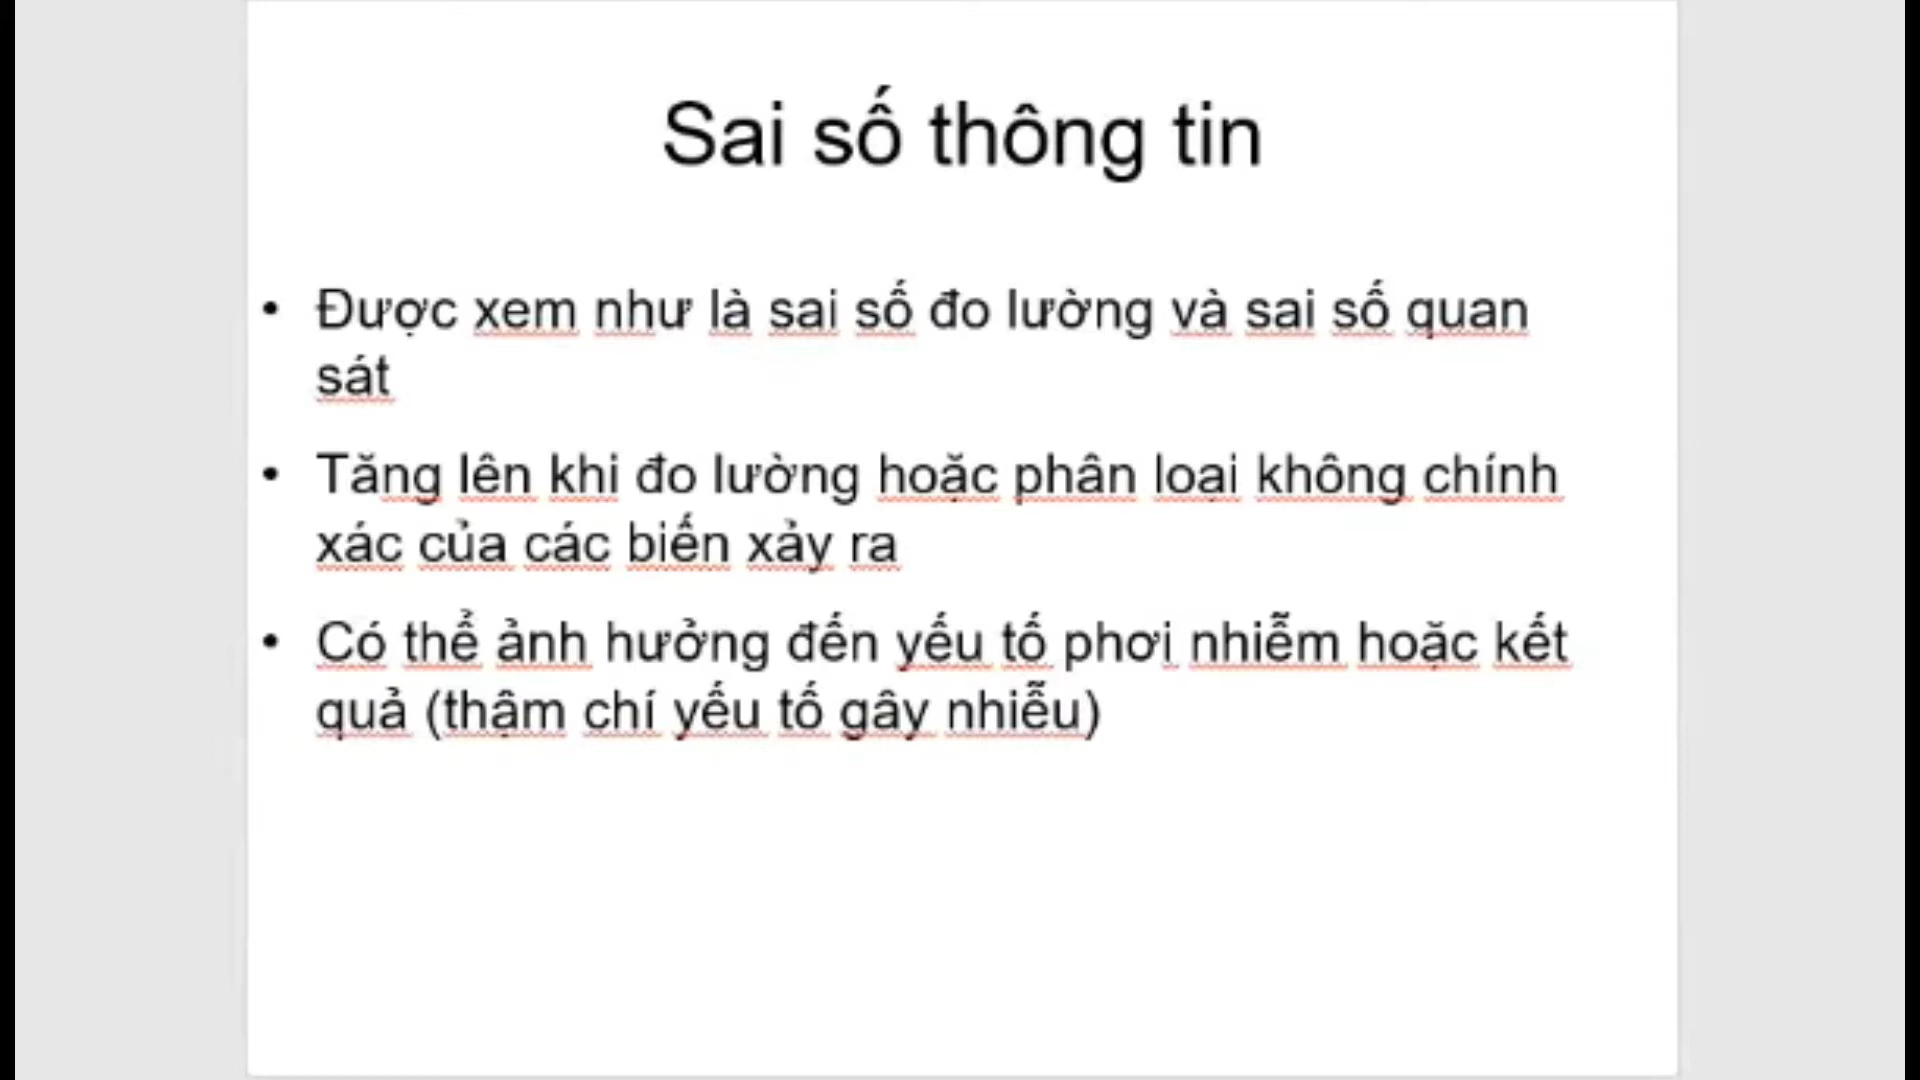 Sai số thông tin
• Được xem như là sai số đo lường và sai số quan
sát
• Tăng lên khi đo lường hoặc phân loại không chính
xác của các biến xảy ra
• Có thể ảnh hưởng đến yếu tố phơi nhiễm hoặc kết
quả (thậm chí yếu tố gây nhiễu)